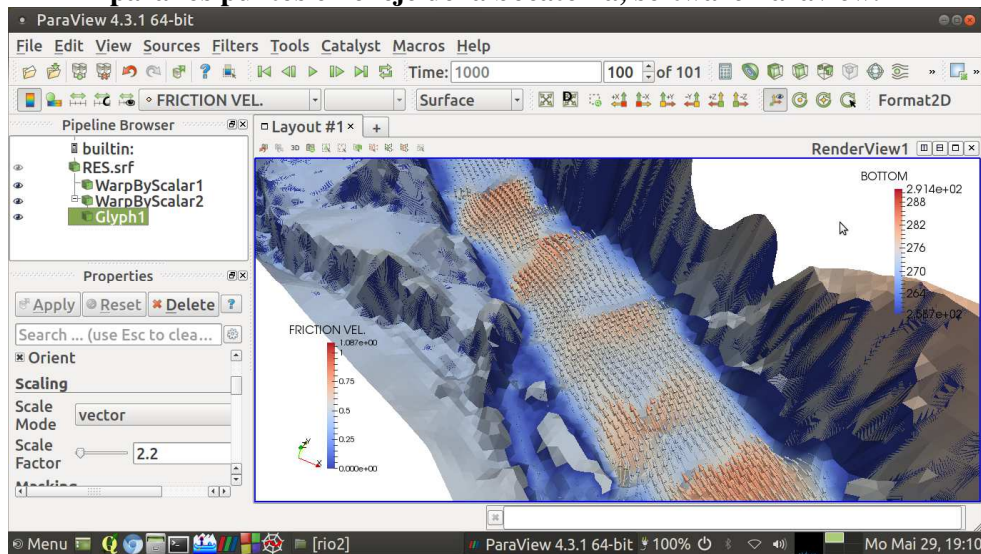 ParaView 4.3.1 64-bit
File Edit View Sources Filters Tools Catalyst Macros Help
Time: 1000 100 of 101
FRICTION VEL. Surface Format2D
Pipeline Browser
Layout #1
builtin:
3D
RenderView1
RES.srf
WarpByScalar1
WarpByScalar2
Glyph1
BOTTOM
2.914e+02
288
282
276
270
264
Properties
Apply Reset Delete ?
Search ... (use Esc to clea...
Orient
Scaling
Scale Mode vector
Scale Factor 2.2
FRICTION VEL.
1.087e+00
0.75
0.5
0.25
0.000e+00
Menu [rio2] ParaView 4.3.1 64-bit 100% Mo Mai 29, 19:10